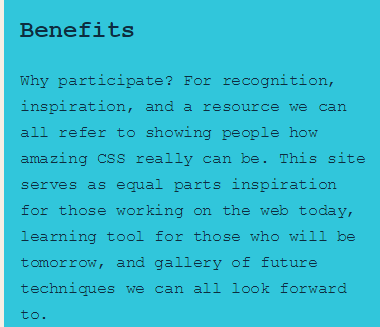 Benefits
Why participate? For recognition,
inspiration, and a resource we can
all refer to showing people how
amazing CSS really can be. This site
serves as equal parts inspiration
for those working on the web today,
learning tool for those who will be
tomorrow, and gallery of future
techniques we can all look forward
to.